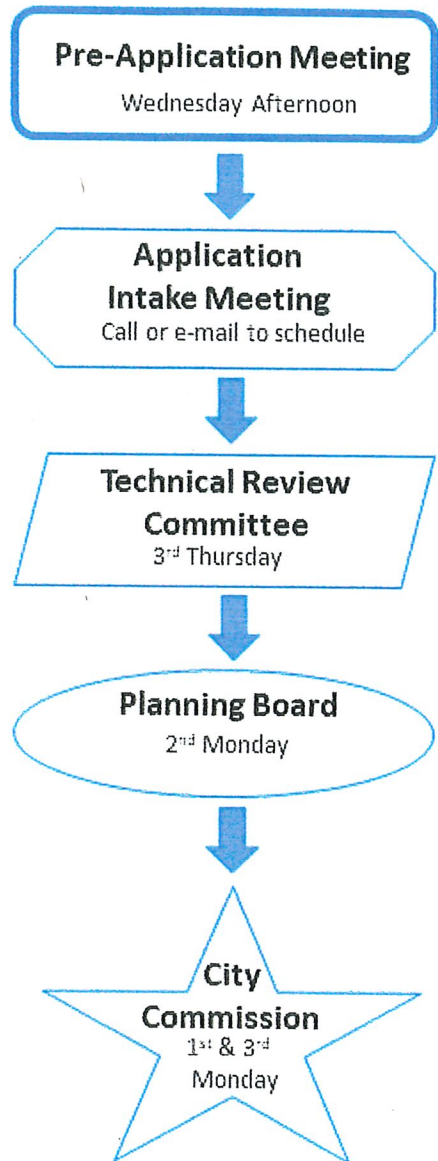 Pre-Application Meeting
Wednesday Afternoon
Application
Intake Meeting
Call or e-mail to schedule
Technical Review
Committee
3rd Thursday
Planning Board
2nd Monday
City
Commission
1st & 3rd
Monday